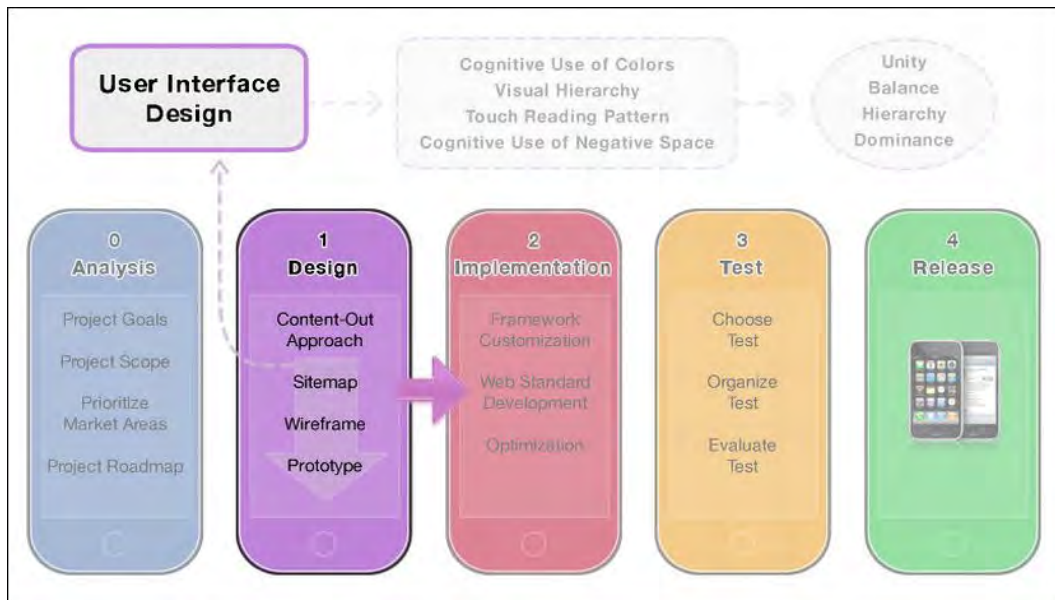 User Interface
Design
Cognitive Use of Colors
Visual Hierarchy
Touch Reading Pattern
Cognitive Use of Negative Space
Unity
Balance
Hierarchy
Dominance
0
Analysis
Project Goals
Project Scope
Prioritize
Market Areas
Project Roadmap
1
Design
Content-Out
Approach
Sitemap
Wireframe
Prototype
2
Implementation
Framework
Customization
Web Standard
Development
Optimization
3
Test
Choose
Test
Organize
Test
Evaluate
Test
4
Release